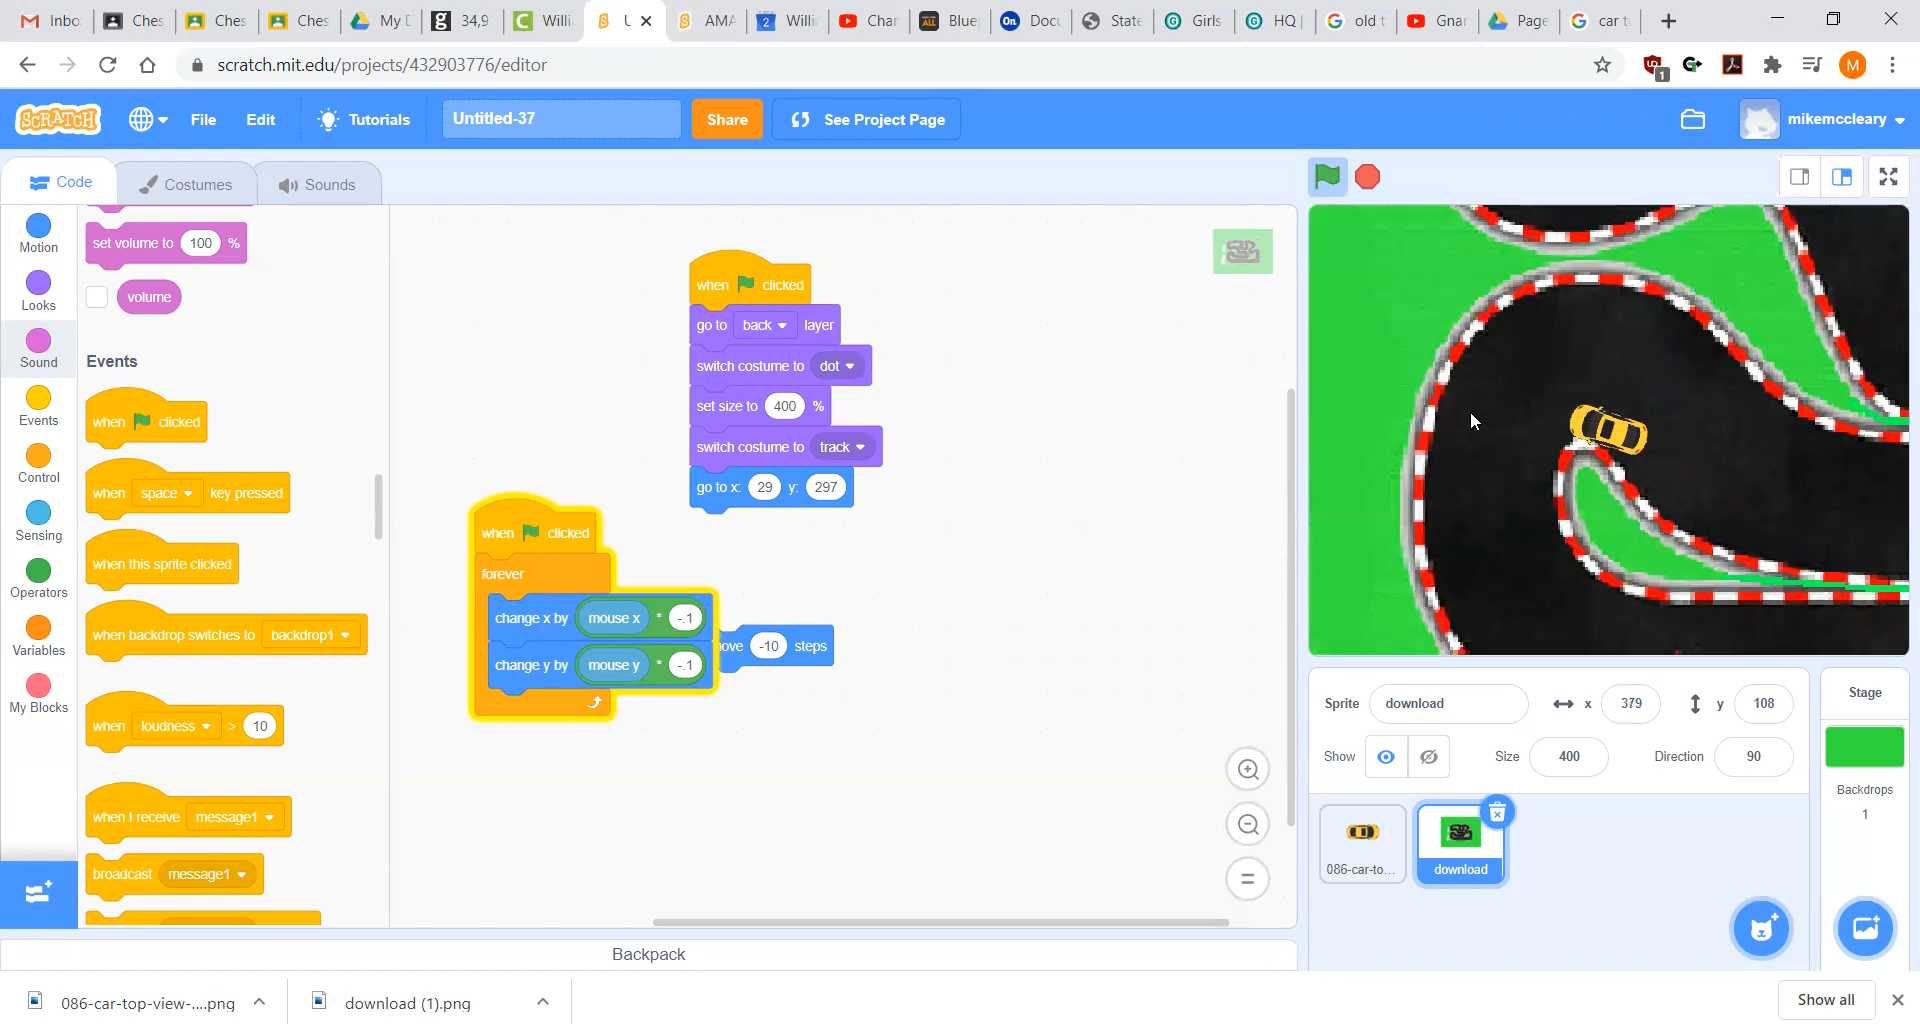 Inbo
Ches
Ches
Ches
My D
34,9
Willi
U
AMA
Willi
Char
Blue
Docu
State
Girls
HQ |
old t
Gnar
Page
car t
scratch.mit.edu/projects/432903776/editor
1
M
SCRATCH
File
Edit
Tutorials
Untitled-37
Share
See Project Page
mikemccleary
Code
Costumes
Sounds
Motion
Looks
Sound
Events
Control
Sensing
Operators
Variables
My Blocks
set volume to 100 %
volume
Events
when clicked
when space key pressed
when this sprite clicked
when backdrop switches to backdrop1
when loudness > 10
when I receive message1
broadcast message1
when clicked
go to back layer
switch costume to dot
set size to 400 %
switch costume to track
go to x: 29 y: 297
when clicked
forever
change x by mouse x * -.1
change y by mouse y * -.1
ove -10 steps
Sprite download x 379 y 108
Show Size 400 Direction 90
086-car-to...
download
Stage
Backdrops
1
Backpack
086-car-top-view-....png
download (1).png
Show all